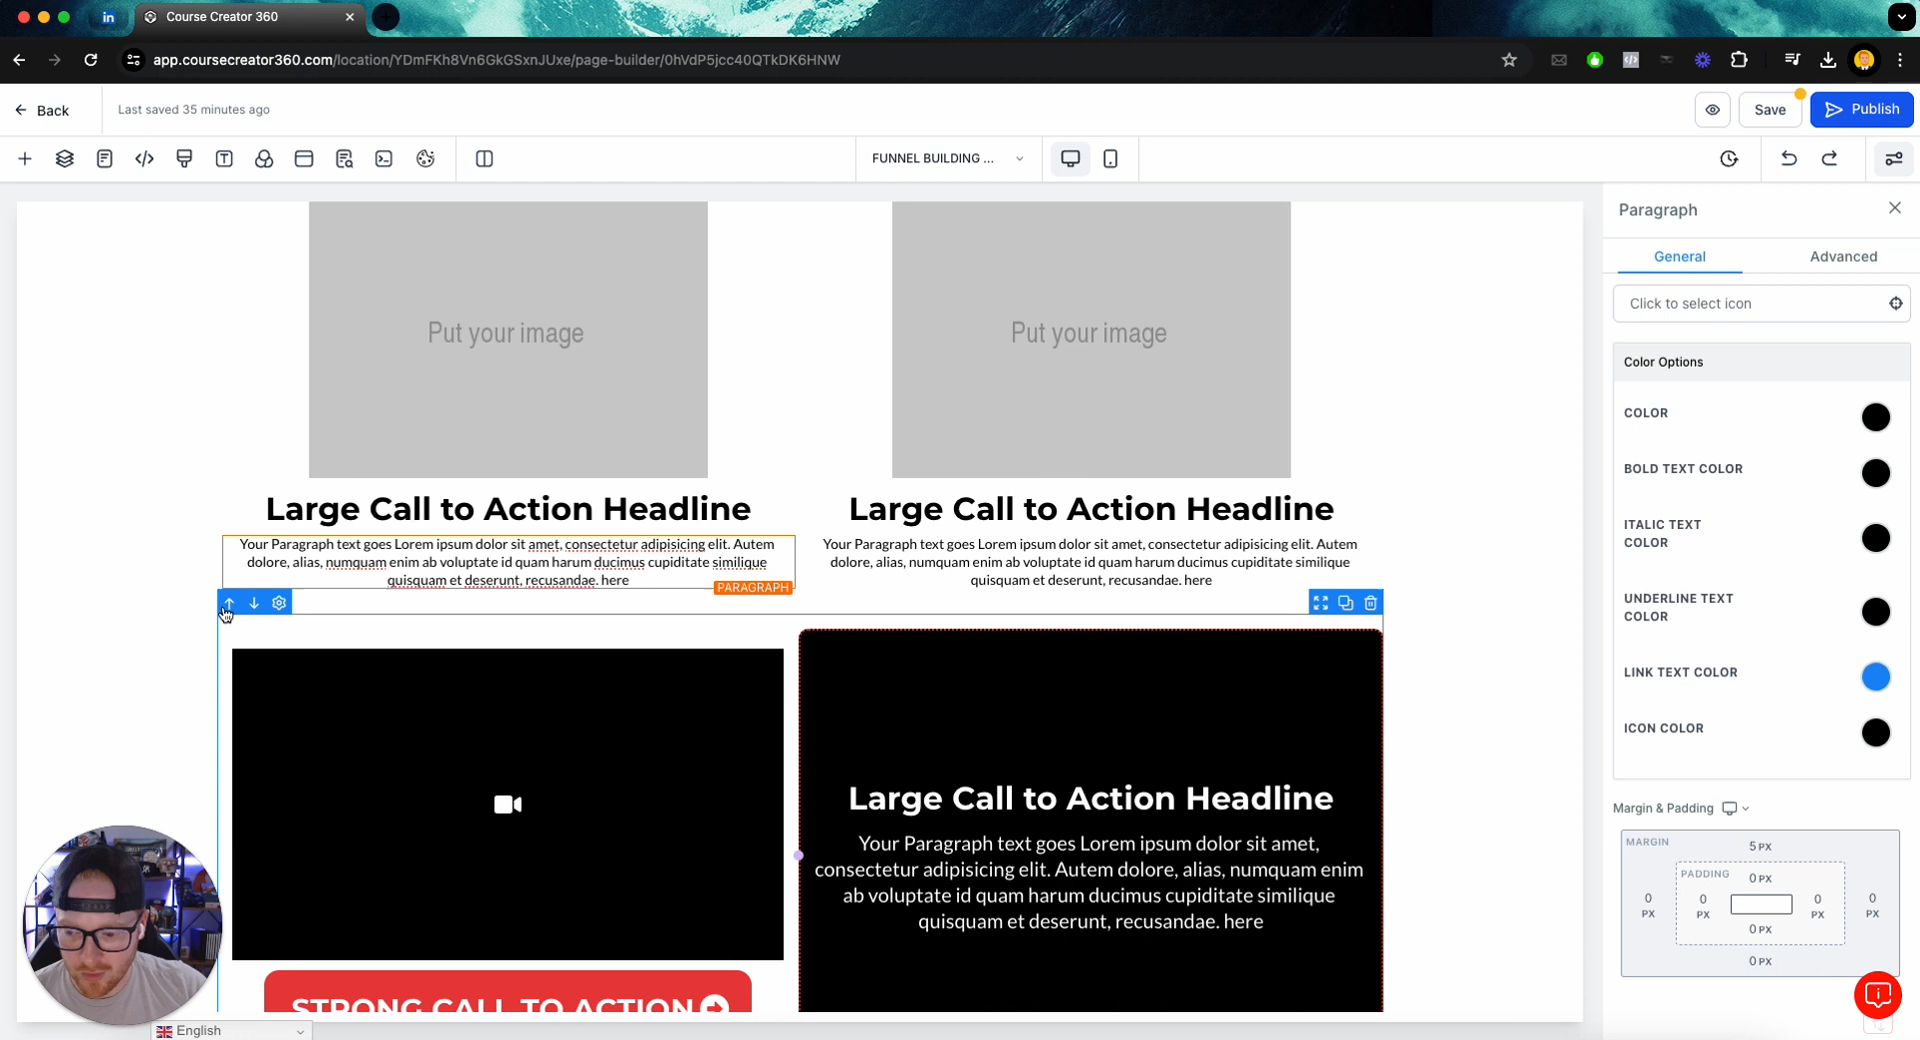 Course Creator 360
app.coursecreator360.com/location/YDmFKh8Vn6GkGSxnJUxe/page-builder/0hVdP5jcc40QTkDK6HNW
Back
Last saved 35 minutes ago
Save
Publish
FUNNEL BUILDING ...
Paragraph
General
Advanced
Click to select icon
Color Options
COLOR
BOLD TEXT COLOR
ITALIC TEXT
COLOR
UNDERLINE TEXT
COLOR
LINK TEXT COLOR
ICON COLOR
Margin & Padding
MARGIN
5 PX
PADDING
0 PX
0
PX
0
PX
0
PX
0
PX
0 PX
0 PX
Put your image
Put your image
Large Call to Action Headline
Large Call to Action Headline
Your Paragraph text goes Lorem ipsum dolor sit amet, consectetur adipisicing elit. Autem
dolore, alias, numquam enim ab voluptate id quam harum ducimus cupiditate similique
quisquam et deserunt, recusandae. here
PARAGRAPH
Your Paragraph text goes Lorem ipsum dolor sit amet, consectetur adipisicing elit. Autem
dolore, alias, numquam enim ab voluptate id quam harum ducimus cupiditate similique
quisquam et deserunt, recusandae. here
Large Call to Action Headline
Your Paragraph text goes Lorem ipsum dolor sit amet,
consectetur adipisicing elit. Autem dolore, alias, numquam enim
ab voluptate id quam harum ducimus cupiditate similique
quisquam et deserunt, recusandae. here
STRONG CALL TO ACTION
English